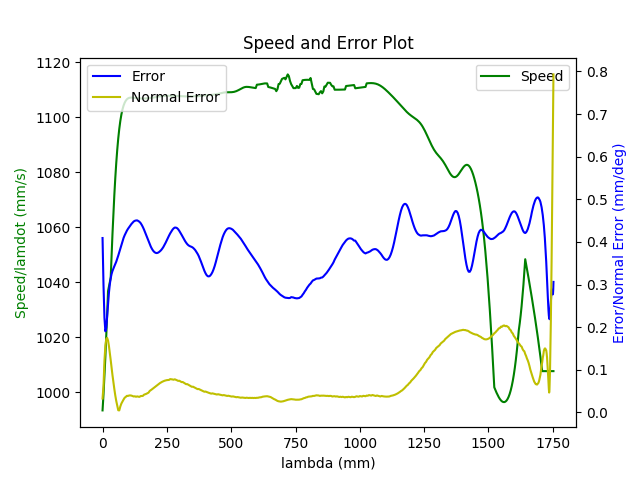 Speed and Error Plot
Error
Normal Error
Speed
1120
1100
1080
1060
1040
1020
1000
Speed/lamdot (mm/s)
0.8
0.7
0.6
0.5
0.4
0.3
0.2
0.1
0.0
Error/Normal Error (mm/deg)
0 250 500 750 1000 1250 1500 1750
lambda (mm)